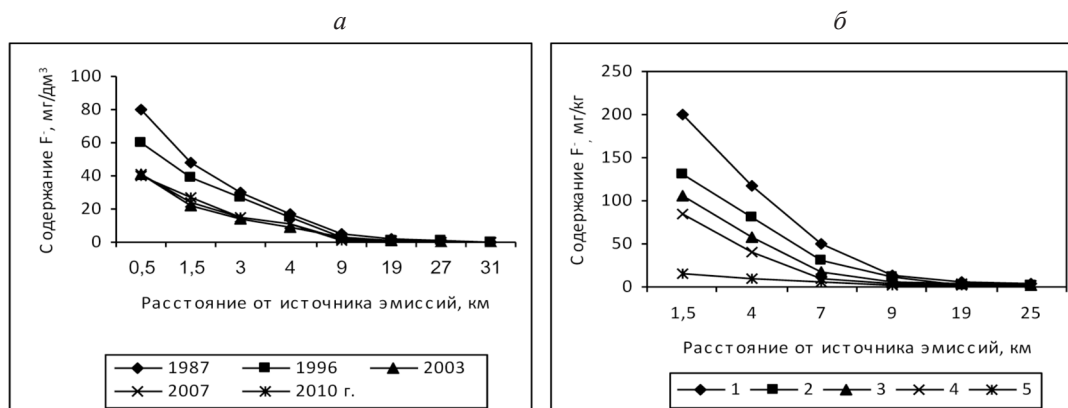 а
Содержание F-, мг/дм³
100
80
60
40
20
0
0,5 1,5 3 4 9 19 27 31
Расстояние от источника эмиссий, км
1987 1996 2003
2007 2010 г.
б
Содержание F-, мг/кг
250
200
150
100
50
0
1,5 4 7 9 19 25
Расстояние от источника эмиссий, км
1 2 3 4 5